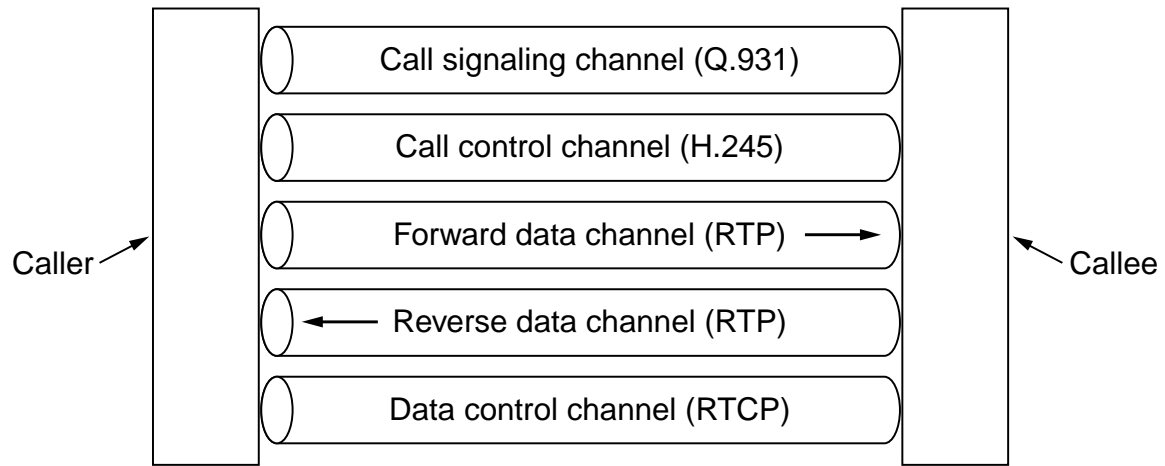 Call signaling channel (Q.931)
Call control channel (H.245)
Forward data channel (RTP)
Caller
Callee
Reverse data channel (RTP)
Data control channel (RTCP)